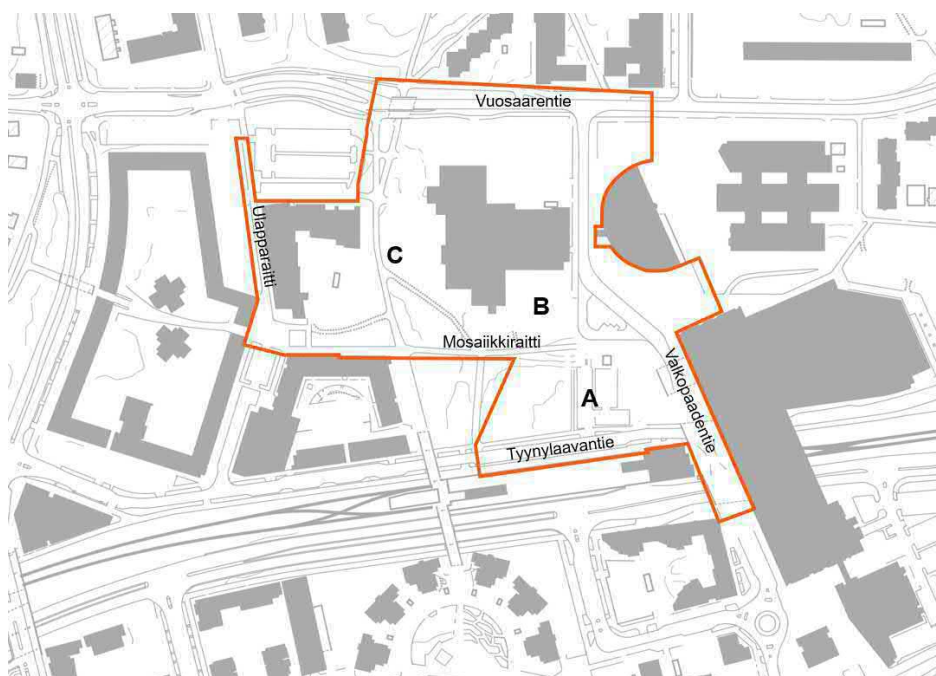 Vuosaarentie
Ulapparaitti
C
B
Mosaiikkiraitti
Valkopaadentie
A
Tyynylaavantie